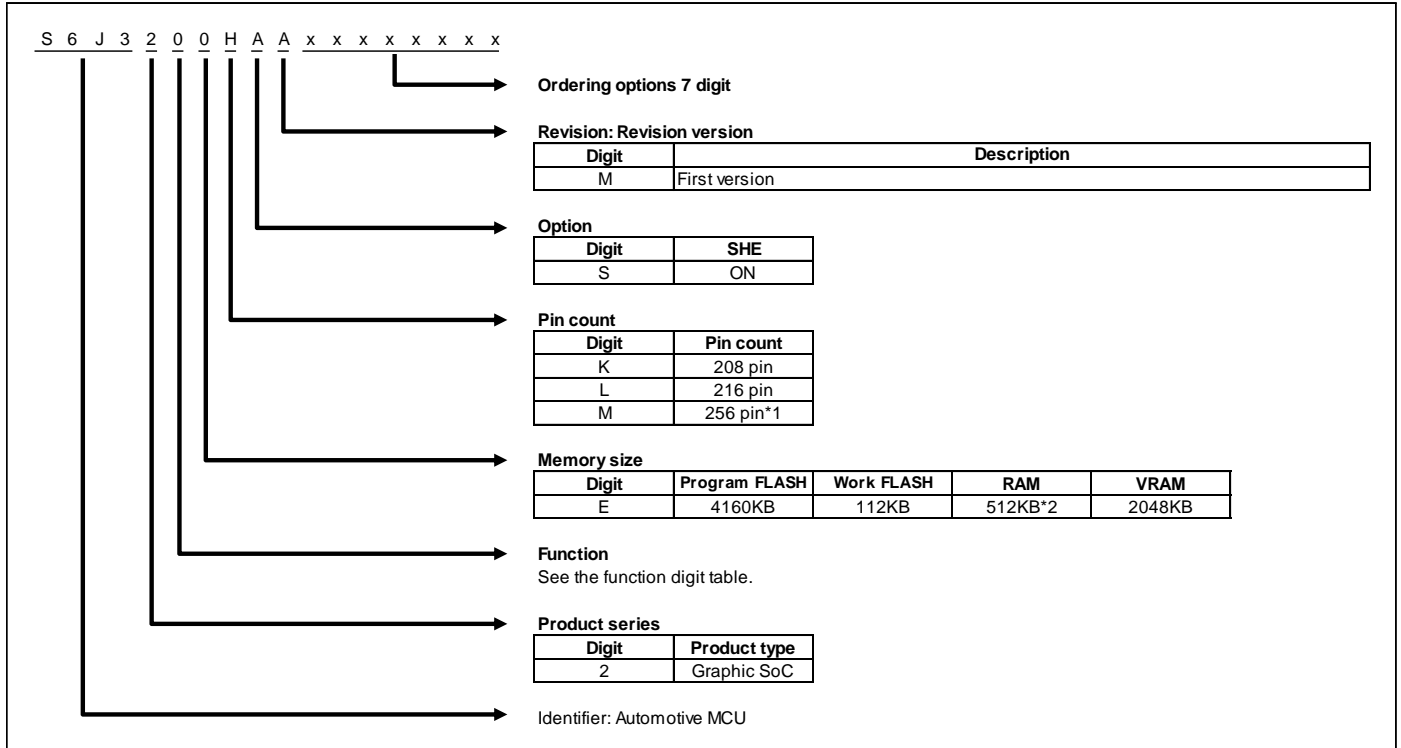 S 6 J 3 2 0 0 H A A x x x x x x x x
Ordering options 7 digit
Revision: Revision version
Digit Description
M First version
Option
Digit SHE
S ON
Pin count
Digit Pin count
K 208 pin
L 216 pin
M 256 pin*1
Memory size
Digit Program FLASH Work FLASH RAM VRAM
E 4160KB 112KB 512KB*2 2048KB
Function
See the function digit table.
Product series
Digit Product type
2 Graphic SoC
Identifier: Automotive MCU